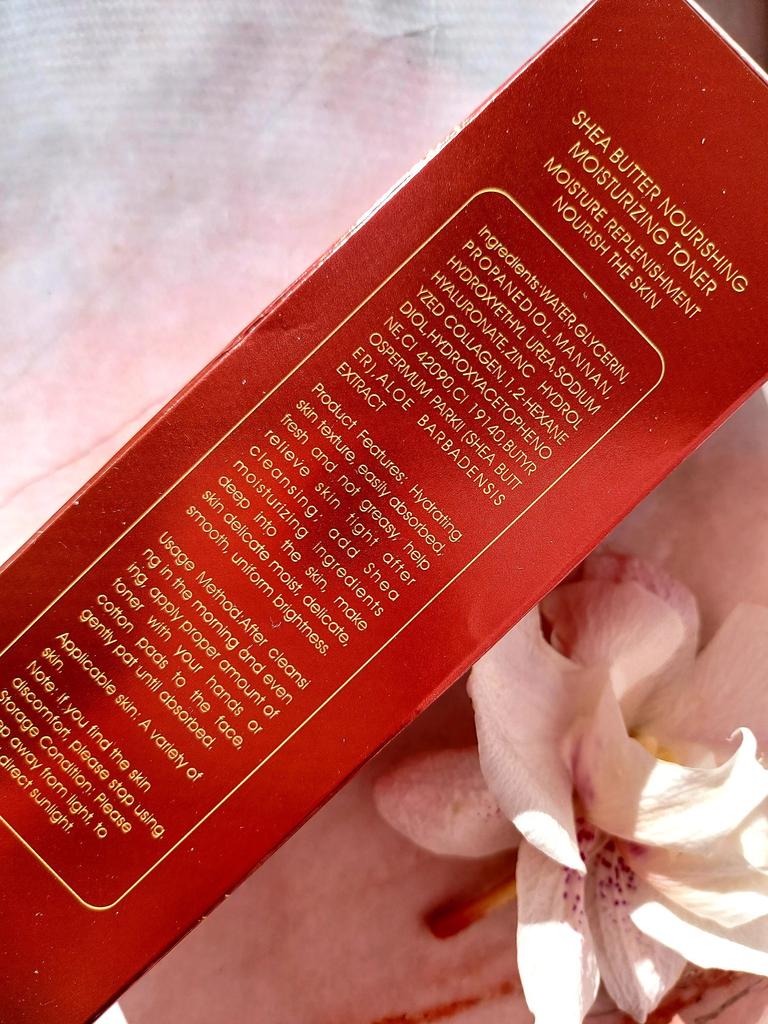 SHEA BUTTER NOURISHING
MOISTURIZING TONER
MOISTURE REPLENISHMENT
NOURISH THE SKIN
Ingredients:WATER,GLYCERIN,
PROPANEDIOL, MANNAN,
HYDROXYETHYL UREA,SODIUM
HYALURONATE,ZINC HYDROL
YZED COLLAGEN,1,2-HEXANE
DIOL,HYDROXYACETOPHENO
NE,CI 42090,CI 19140,BUTYR
OSPERMUM PARKII (SHEA BUTT
ER), ALOE BARBADENSIS
EXTRACT
Product Features: Hydrating
skin texture easily absorbed,
fresh and not greasy, help
relieve skin tight after
cleansing, add shea
moisturizing ingredients
deep into the skin, make
skin delicate moist, delicate,
smooth, uniform brightness.
Usage Method:After cleansi
ng in the morning and even
ing, apply proper amount of
toner with your hands or
cotton pads to the face,
gently pat until absorbed.
Applicable skin: A variety of
skin.
Note: If you find the skin
discomfort, please stop using.
Storage Condition: Please
away from light, To
direct sunlight.